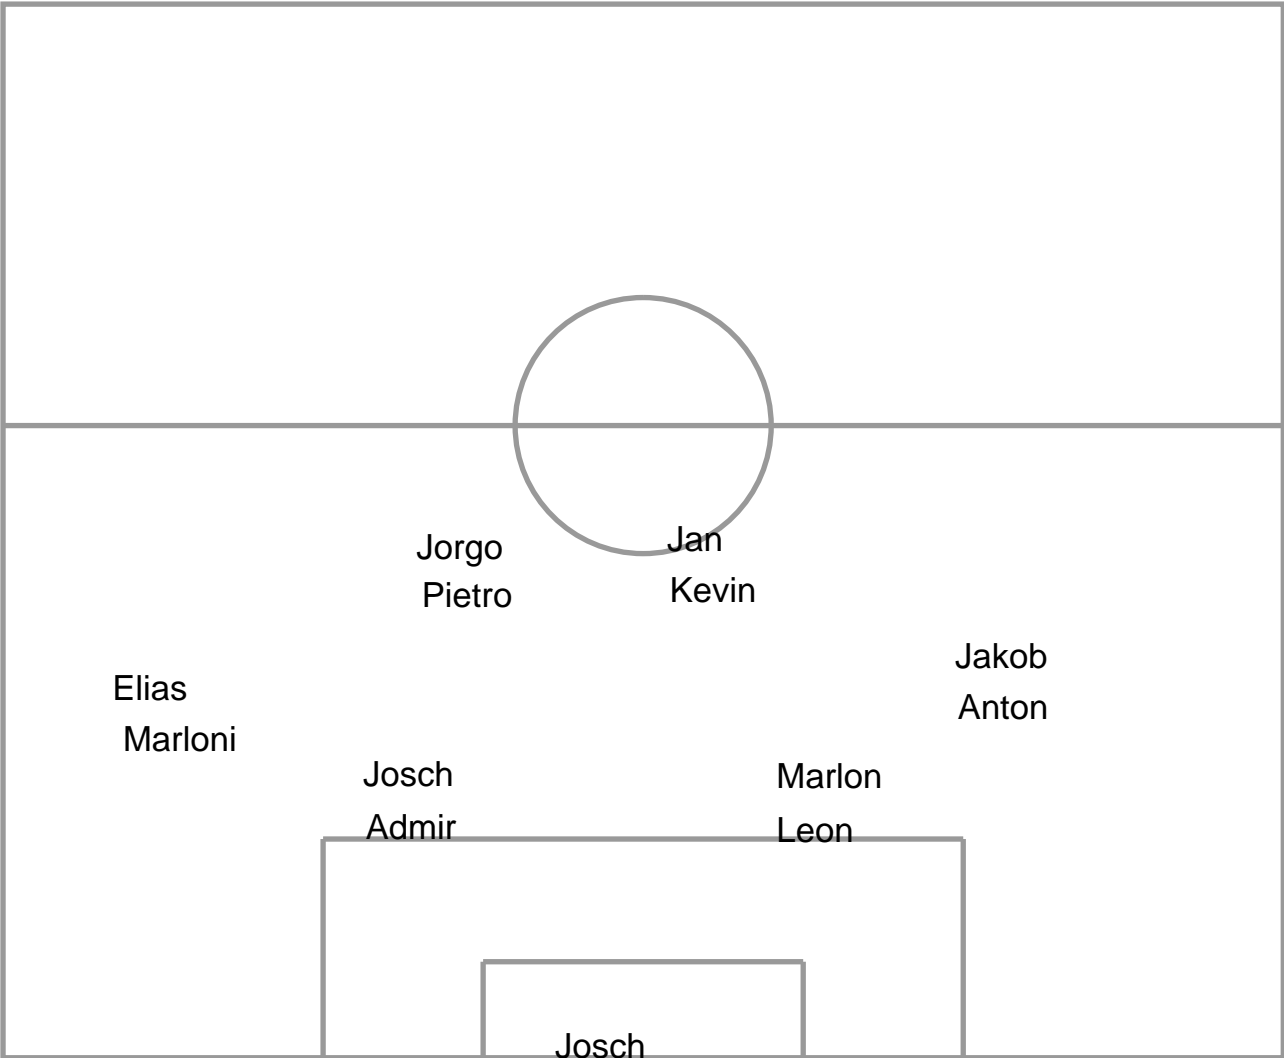 Jorgo
Jan
Pietro
Kevin
Elias
Marloni
Jakob
Anton
Josch
Admir
Marlon
Leon
Josch